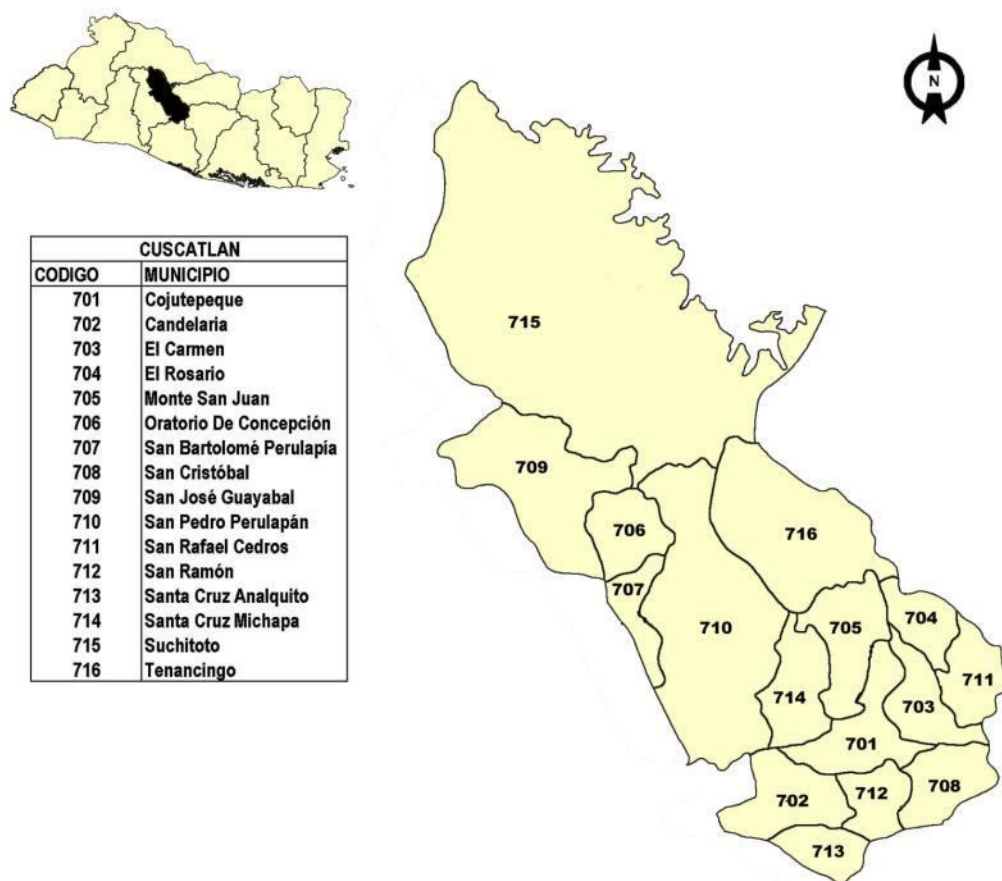 N
CUSCATLAN
CODIGO MUNICIPIO
701 Cojutepeque
702 Candelaria
703 El Carmen
704 El Rosario
705 Monte San Juan
706 Oratorio De Concepción
707 San Bartolomé Perulapía
708 San Cristóbal
709 San José Guayabal
710 San Pedro Perulapán
711 San Rafael Cedros
712 San Ramón
713 Santa Cruz Analquito
714 Santa Cruz Michapa
715 Suchitoto
716 Tenancingo
715
709
706
716
707
710
705
704
714
703
711
701
702
712
708
713